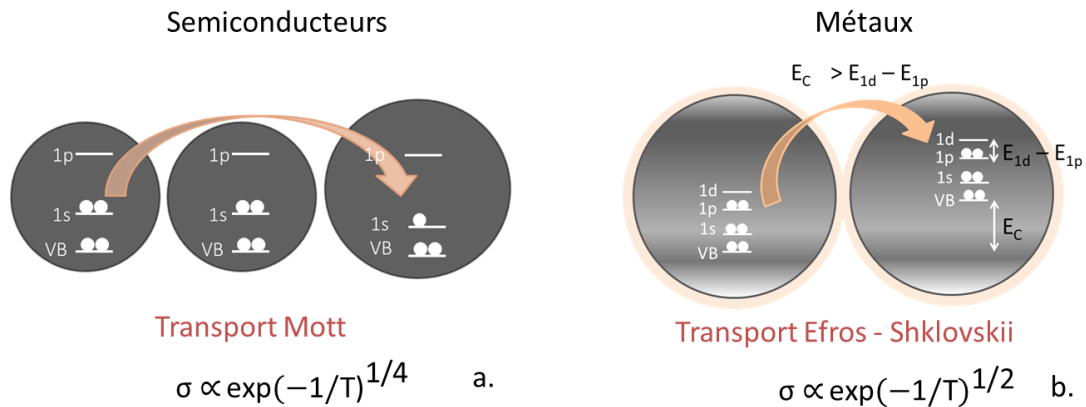 Semiconducteurs
1p
1s
VB
1p
1s
VB
1p
1s
VB
Transport Mott
σ ∝ exp(−1/T)^1/4
a.
Métaux
E_C > E_1d – E_1p
1d
1p
1s
VB
1d
1p
1s
VB
E_1d – E_1p
E_C
Transport Efros - Shklovskii
σ ∝ exp(−1/T)^1/2
b.